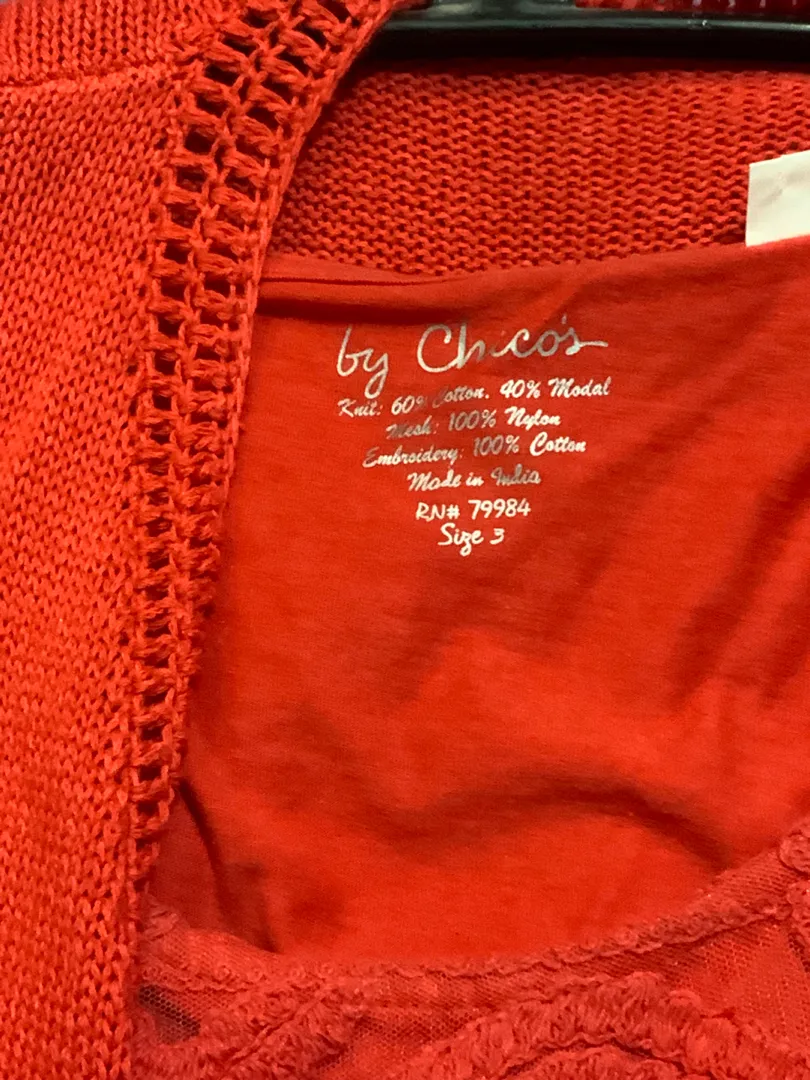 by Chico's
Knit: 60% Cotton, 40% Modal
Mesh: 100% Nylon
Embroidery: 100% Cotton
Made in India
RN# 79984
Size 3